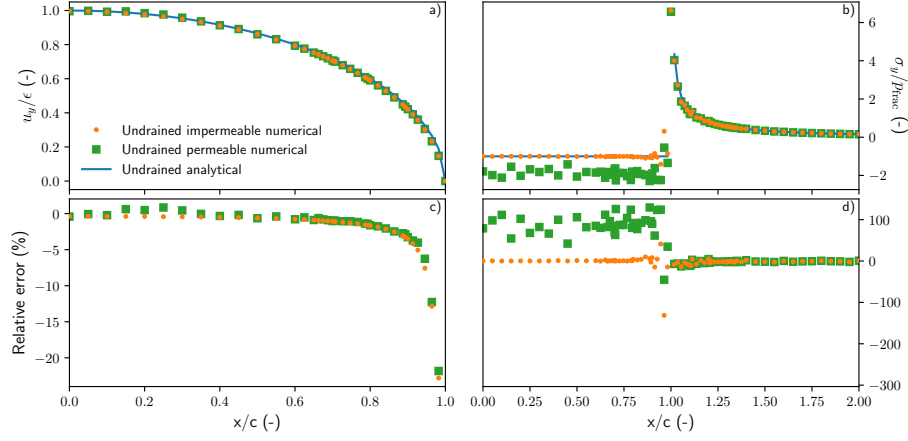 a)
1.0
0.8
0.6
0.4
0.2
0.0
u_y/ϵ (-)
Undrained impermeable numerical
Undrained permeable numerical
Undrained analytical
b)
6
4
2
0
−2
σ_y/p_frac (-)
c)
0
−5
−10
−15
−20
Relative error (%)
0.0 0.2 0.4 0.6 0.8 1.0
x/c (-)
d)
100
0
−100
−200
−300
0.00 0.25 0.50 0.75 1.00 1.25 1.50 1.75 2.00
x/c (-)